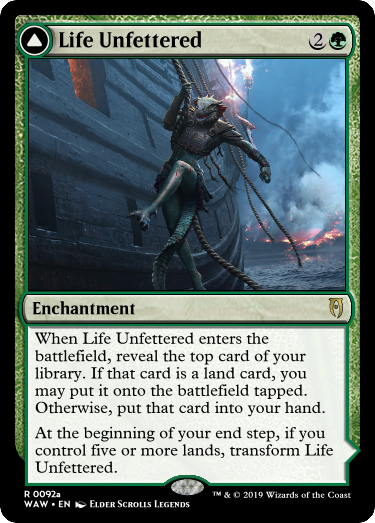 Life Unfettered 2
Enchantment
When Life Unfettered enters the
battlefield, reveal the top card of your
library. If that card is a land card, you
may put it onto the battlefield tapped.
Otherwise, put that card into your hand.
At the beginning of your end step, if you
control five or more lands, transform Life
Unfettered.
R 0092a
WAW • EN Elder Scrolls Legends
™ & © 2019 Wizards of the Coast